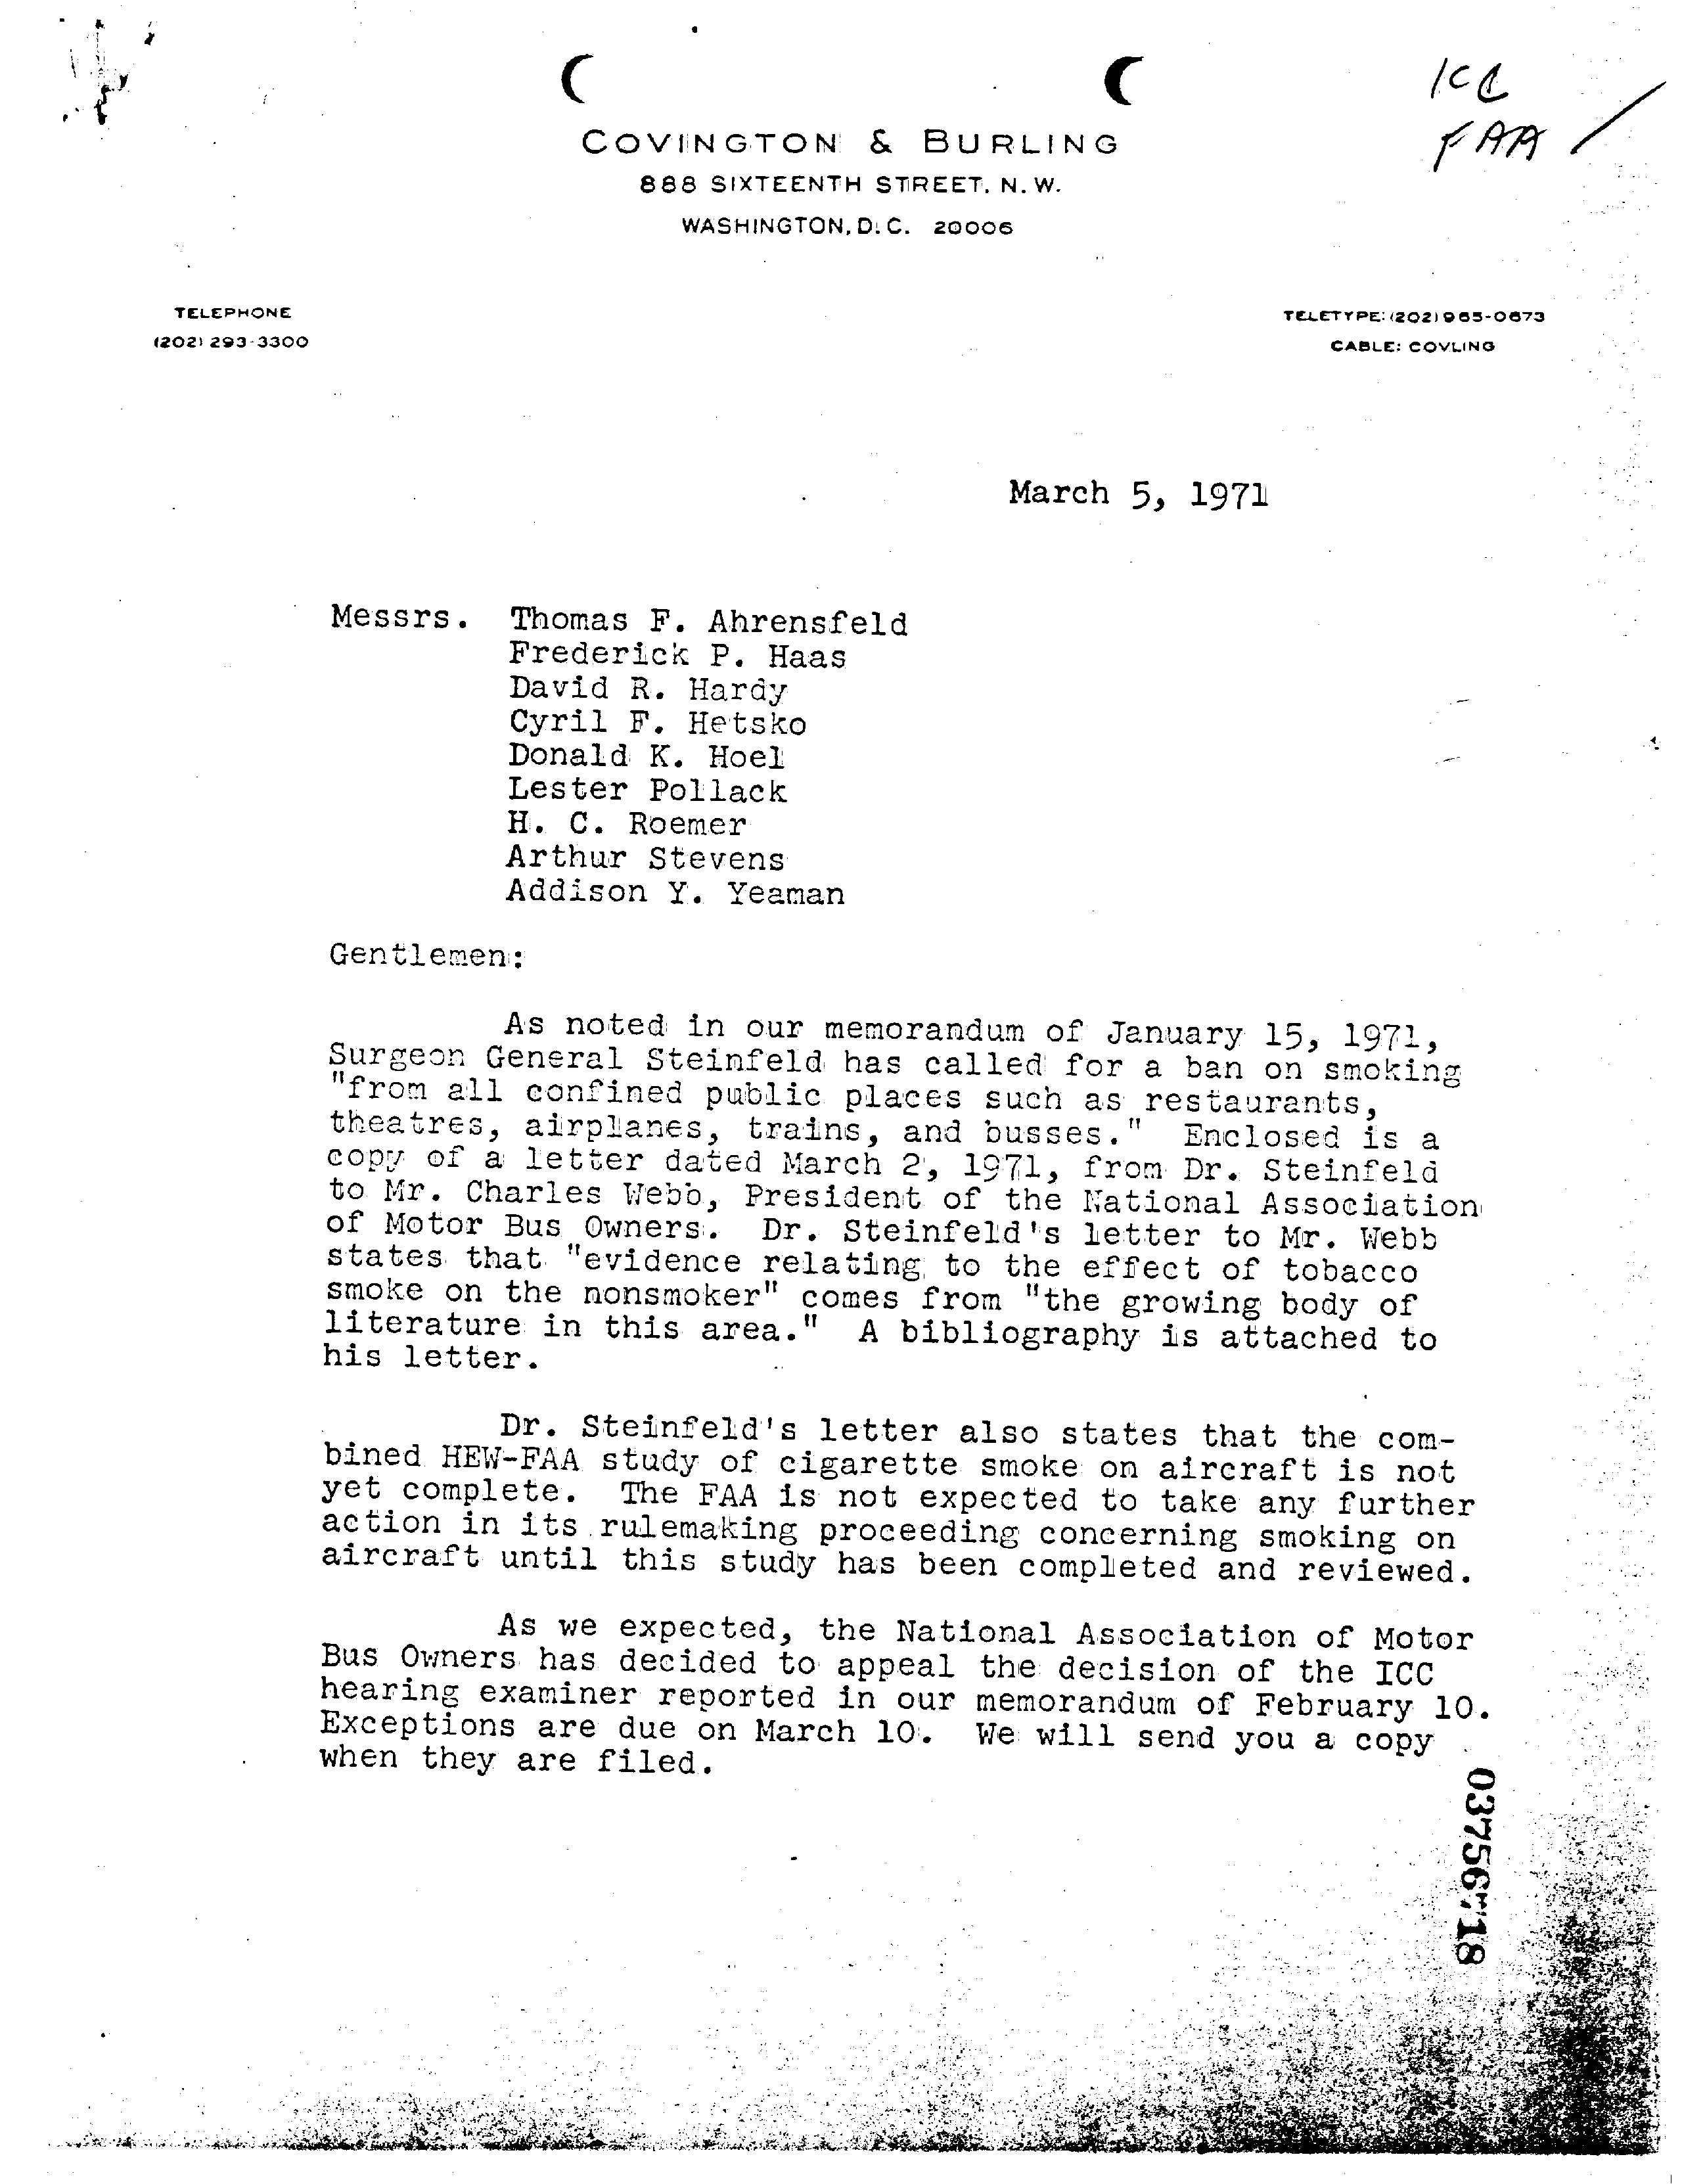 ICC
FAA
COVINGTON & BURLING
888 SIXTEENTH STREET, N. W.
WASHINGTON, D. C. 20006
TELEPHONE
(202) 293-3300
TELETYPE: (202) 965-0673
CABLE: COVLING
March 5, 1971
Messrs. Thomas F. Ahrensfeld
Frederick P. Haas
David R. Hardy
Cyril F. Hetsko
Donald K. Hoel
Lester Pollack
H. C. Roemer
Arthur Stevens
Addison Y. Yeaman
Gentlemen:
As noted in our memorandum of January 15, 1971,
Surgeon General Steinfeld has called for a ban on smoking
"from all confined public places such as restaurants,
theatres, airplanes, trains, and busses." Enclosed is a
copy of a letter dated March 2, 1971, from Dr. Steinfeld
to Mr. Charles Webb, President of the National Association
of Motor Bus Owners. Dr. Steinfeld's letter to Mr. Webb
states that "evidence relating to the effect of tobacco
smoke on the nonsmoker" comes from "the growing body of
literature in this area." A bibliography is attached to
his letter.
Dr. Steinfeld's letter also states that the com-
bined HEW-FAA study of cigarette smoke on aircraft is not
yet complete. The FAA is not expected to take any further
action in its rulemaking proceeding concerning smoking on
aircraft until this study has been completed and reviewed.
As we expected, the National Association of Motor
Bus Owners has decided to appeal the decision of the ICC
hearing examiner reported in our memorandum of February 10.
Exceptions are due on March 10. We will send you a copy
when they are filed.
03756718